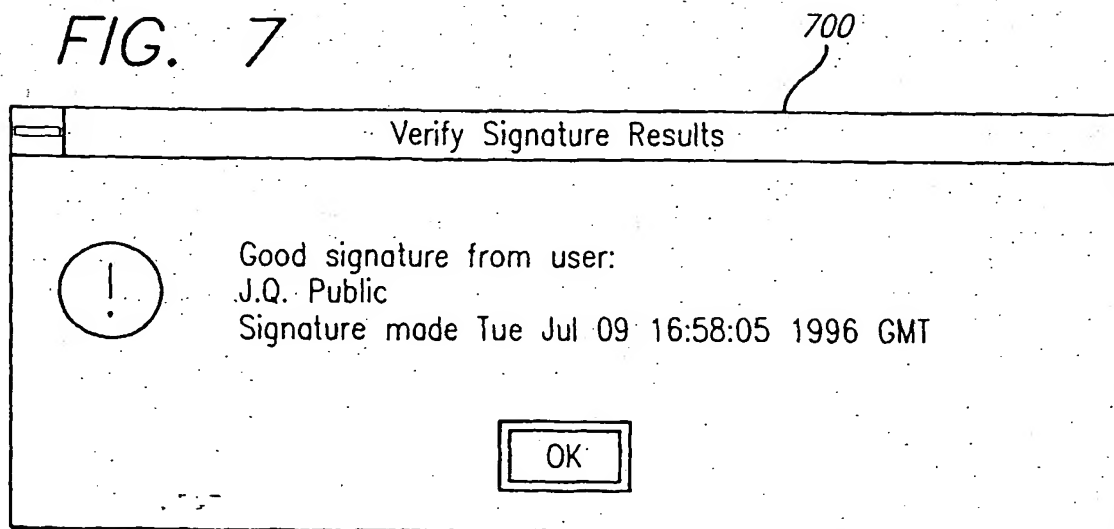 FIG. 7
700
Verify Signature Results
Good signature from user:
J.Q. Public
Signature made Tue Jul 09 16:58:05 1996 GMT
!
OK